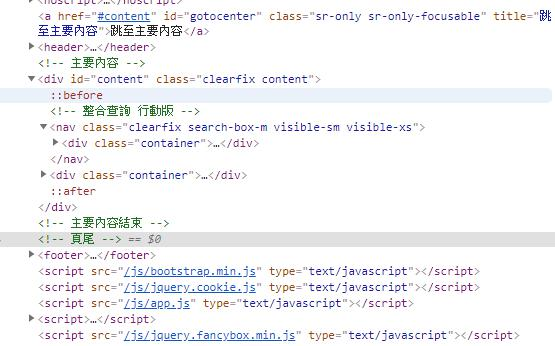 <noscript>…</noscript>
<a href="#content" id="gotocenter" class="sr-only sr-only-focusable" title="跳
至主要內容">跳至主要內容</a>
<header>…</header>
<!-- 主要內容 -->
<div id="content" class="clearfix content">
::before
<!-- 整合查詢 行動版 -->
<nav class="clearfix search-box-m visible-sm visible-xs">
<div class="container">…</div>
</nav>
<div class="container">…</div>
::after
</div>
<!-- 主要內容結束 -->
<!-- 頁尾 --> == $0
<footer>…</footer>
<script src="/js/bootstrap.min.js" type="text/javascript"></script>
<script src="/js/jquery.cookie.js" type="text/javascript"></script>
<script src="/js/app.js" type="text/javascript"></script>
<script>…</script>
<script src="/js/jquery.fancybox.min.js" type="text/javascript"></script>